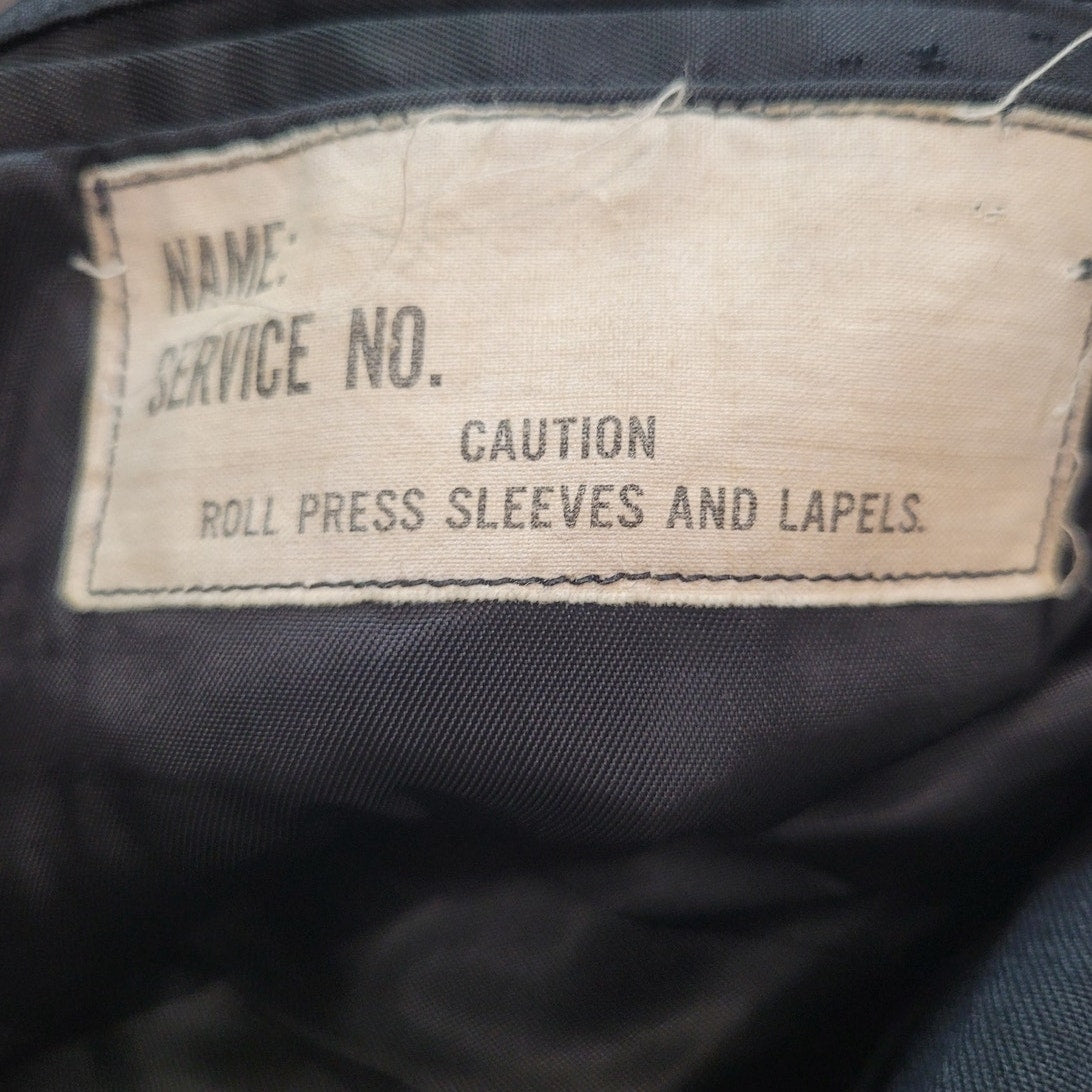 NAME:
SERVICE NO.
CAUTION
ROLL PRESS SLEEVES AND LAPELS.